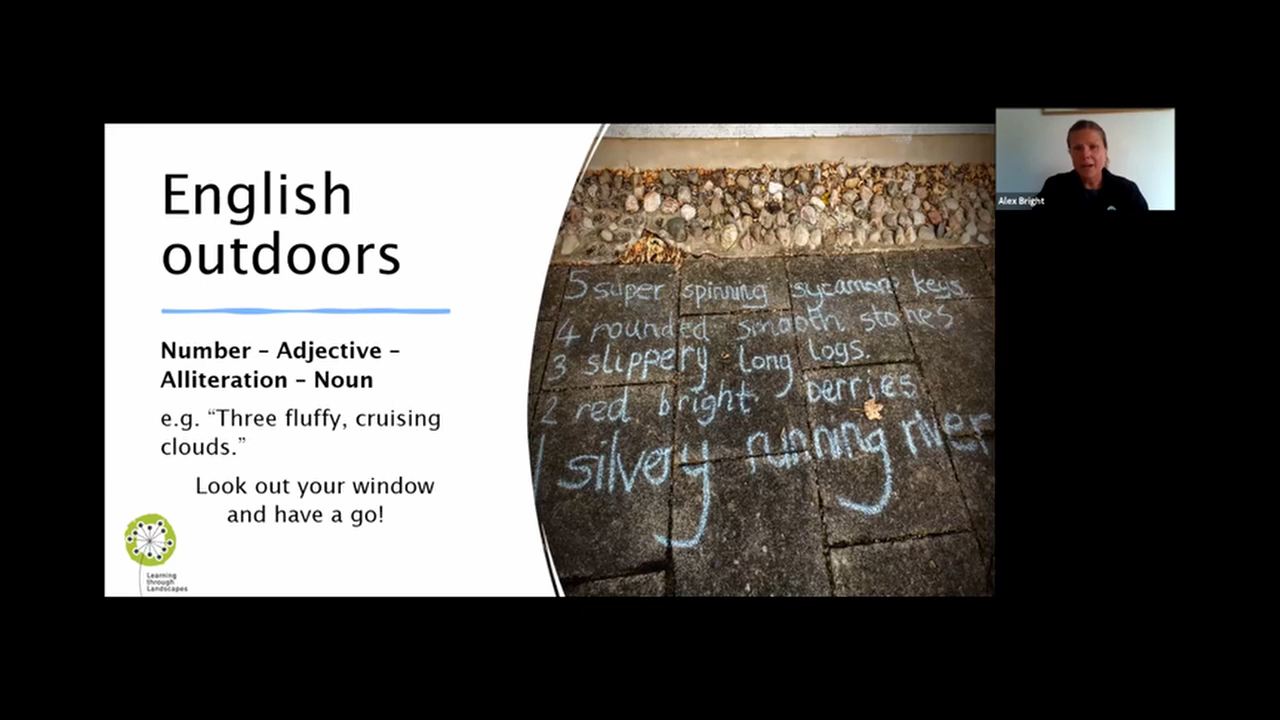 English
outdoors
Number – Adjective –
Alliteration – Noun
e.g. “Three fluffy, cruising
clouds.”
Look out your window
and have a go!
Learning
through
Landscapes
5 super spinning sycamore keys.
4 rounded smooth stones
3 slippery long logs.
2 red bright berries
1 silvery running river
Alex Bright